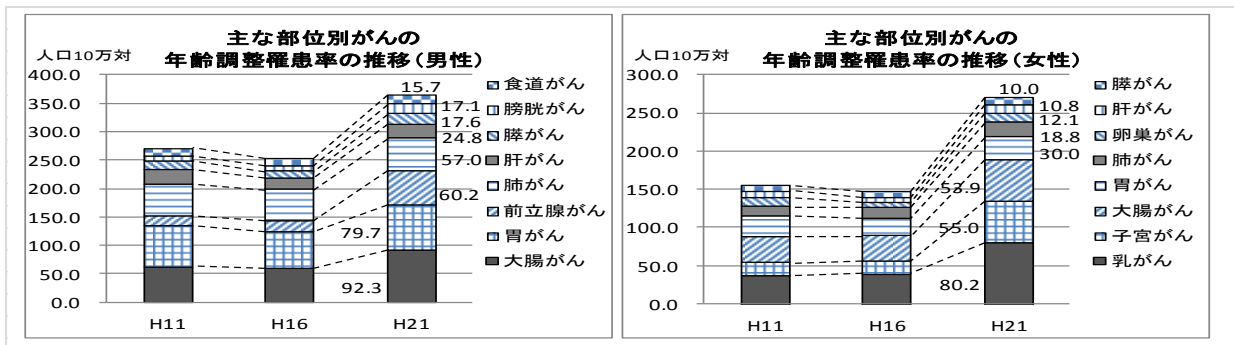 主な部位別がんの
年齢調整罹患率の推移（男性）
人口10万対
400.0
350.0
300.0
250.0
200.0
150.0
100.0
50.0
0.0
15.7
17.1
17.6
24.8
57.0
60.2
79.7
92.3
H11 H16 H21
食道がん
膀胱がん
膵がん
肝がん
肺がん
前立腺がん
胃がん
大腸がん
主な部位別がんの
年齢調整罹患率の推移（女性）
人口10万対
300.0
250.0
200.0
150.0
100.0
50.0
0.0
10.0
10.8
12.1
18.8
30.0
53.9
55.0
80.2
H11 H16 H21
膵がん
肝がん
卵巣がん
肺がん
胃がん
大腸がん
子宮がん
乳がん